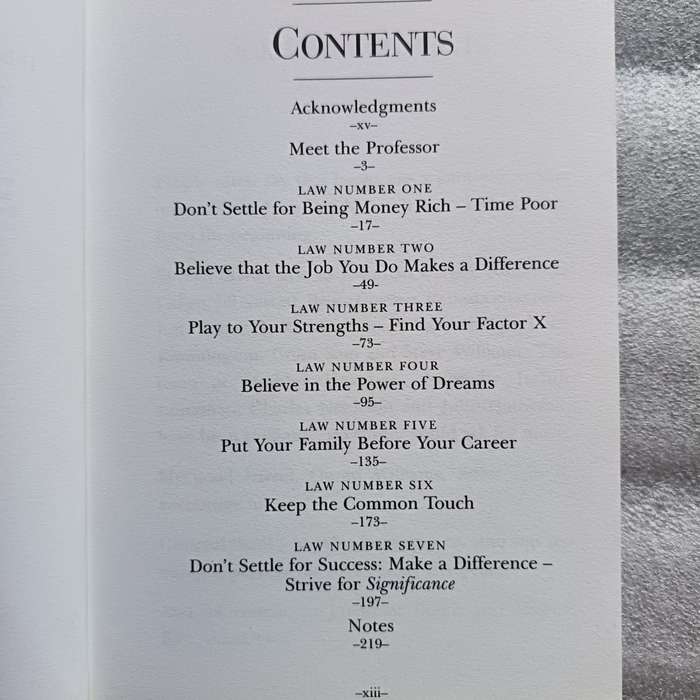 CONTENTS
Acknowledgments
–xv–
Meet the Professor
–3–
LAW NUMBER ONE
Don't Settle for Being Money Rich – Time Poor
–17–
LAW NUMBER TWO
Believe that the Job You Do Makes a Difference
–49-
LAW NUMBER THREE
Play to Your Strengths – Find Your Factor X
–73–
LAW NUMBER FOUR
Believe in the Power of Dreams
–95–
LAW NUMBER FIVE
Put Your Family Before Your Career
–135–
LAW NUMBER SIX
Keep the Common Touch
–173–
LAW NUMBER SEVEN
Don't Settle for Success: Make a Difference –
Strive for Significance
–197–
Notes
–219–
–xiii–